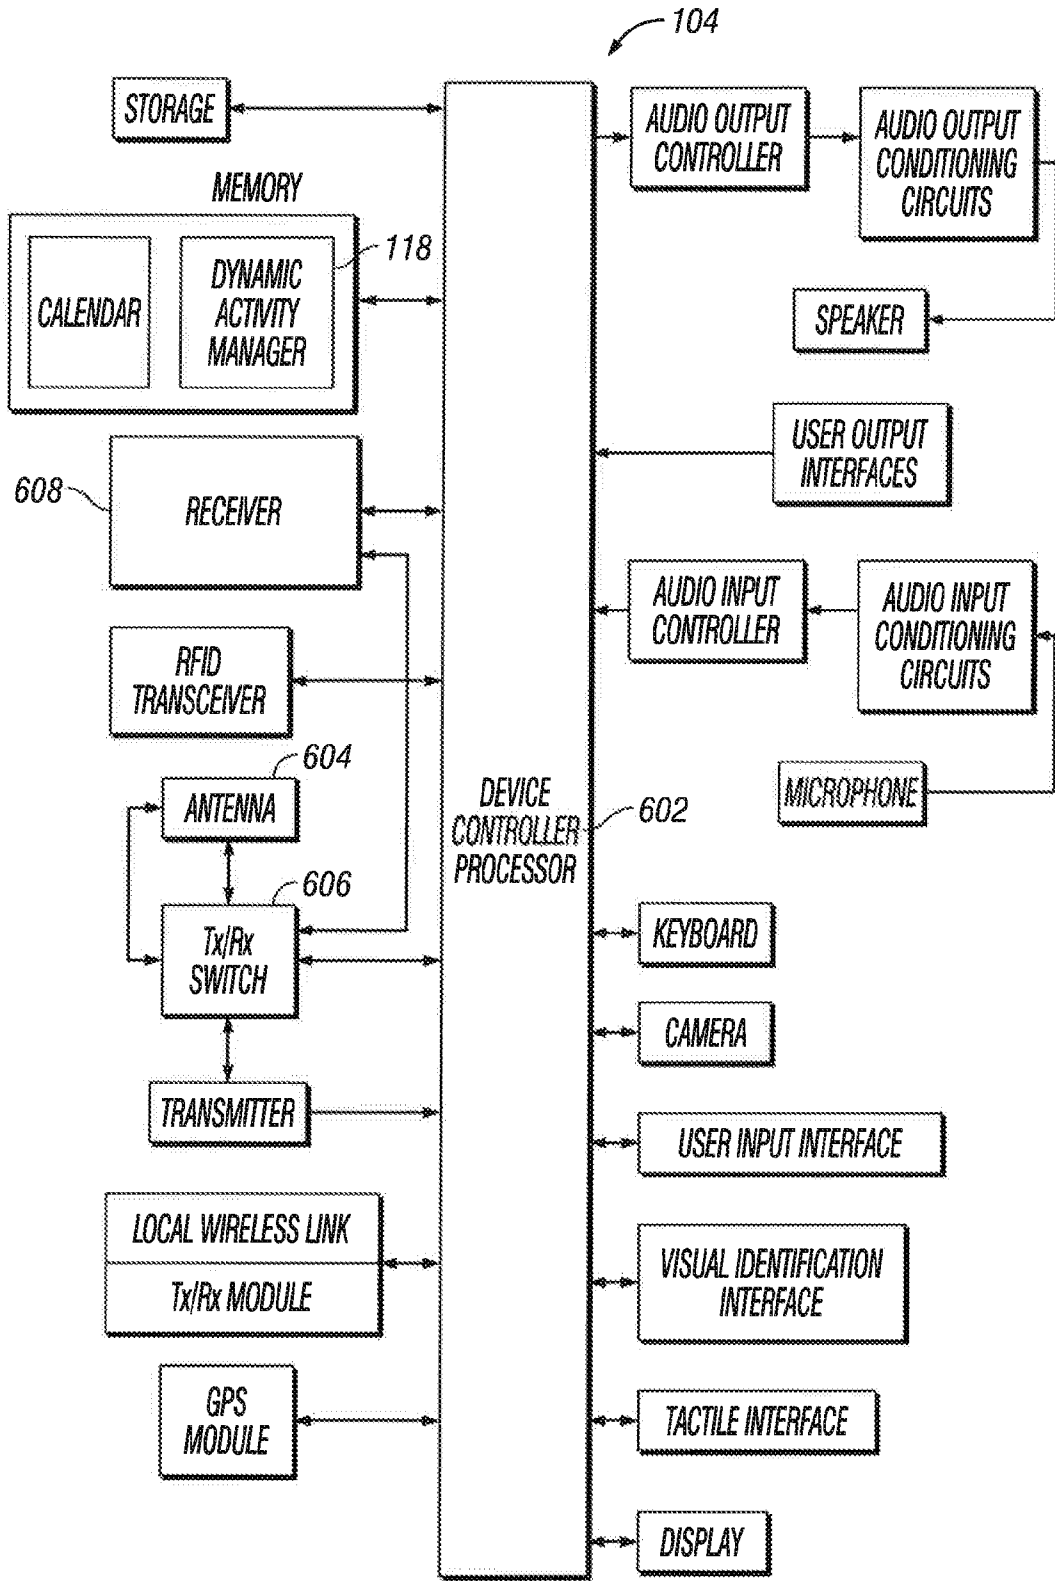 104
STORAGE
MEMORY
CALENDAR
DYNAMIC
ACTIVITY
MANAGER
118
608
RECEIVER
RFID
TRANSCEIVER
604
ANTENNA
606
Tx/Rx
SWITCH
TRANSMITTER
LOCAL WIRELESS LINK
Tx/Rx MODULE
GPS
MODULE
DEVICE
CONTROLLER
PROCESSOR
602
AUDIO OUTPUT
CONTROLLER
AUDIO OUTPUT
CONDITIONING
CIRCUITS
SPEAKER
USER OUTPUT
INTERFACES
AUDIO INPUT
CONTROLLER
AUDIO INPUT
CONDITIONING
CIRCUITS
MICROPHONE
KEYBOARD
CAMERA
USER INPUT INTERFACE
VISUAL IDENTIFICATION
INTERFACE
TACTILE INTERFACE
DISPLAY